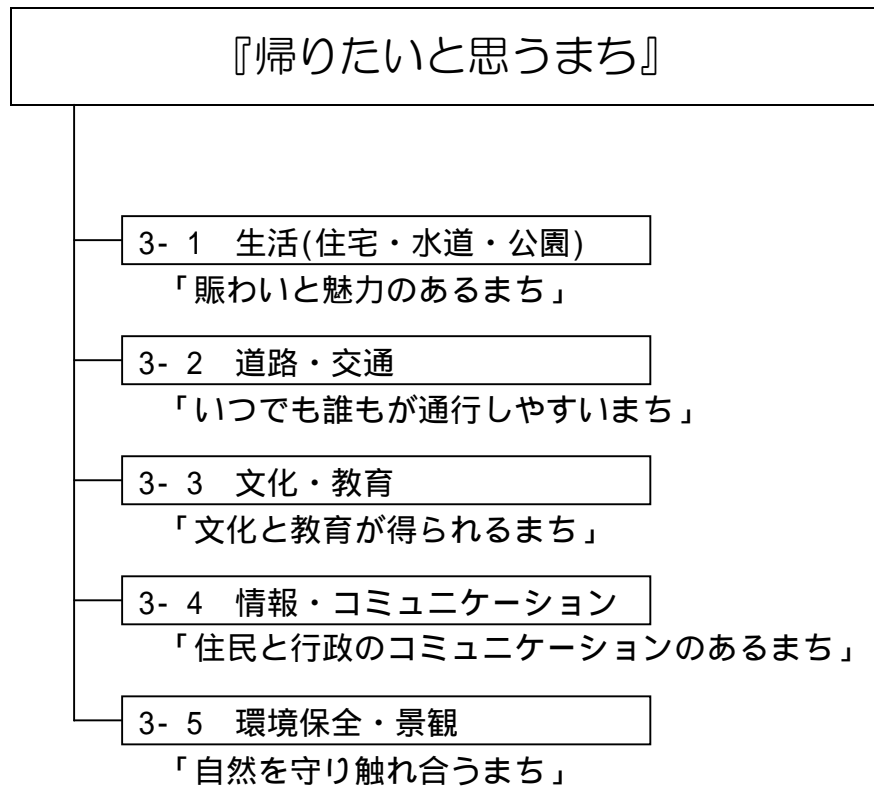 『帰りたいと思うまち』
3- 1　生活(住宅・水道・公園)
「賑わいと魅力のあるまち」
3- 2　道路・交通
「いつでも誰もが通行しやすいまち」
3- 3　文化・教育
「文化と教育が得られるまち」
3- 4　情報・コミュニケーション
「住民と行政のコミュニケーションのあるまち」
3- 5　環境保全・景観
「自然を守り触れ合うまち」